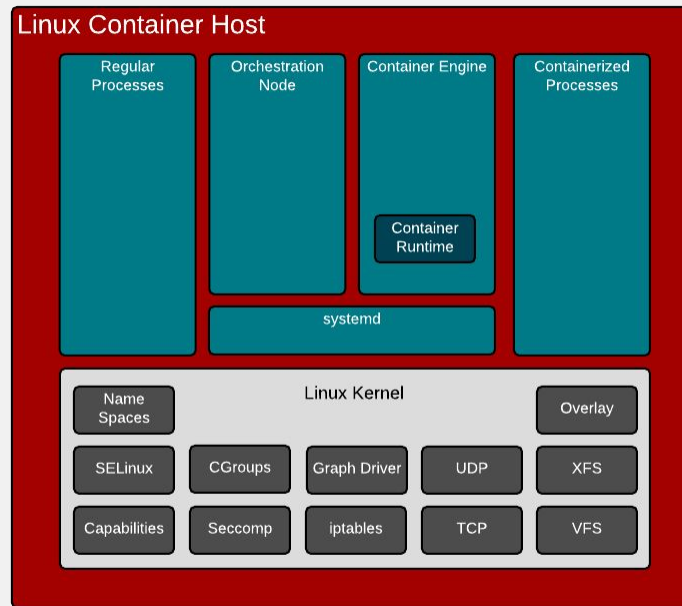 Linux Container Host
Regular
Processes
Orchestration
Node
Container Engine
Containerized
Processes
Container
Runtime
systemd
Linux Kernel
Name
Spaces
Overlay
SELinux
CGroups
Graph Driver
UDP
XFS
Capabilities
Seccomp
iptables
TCP
VFS